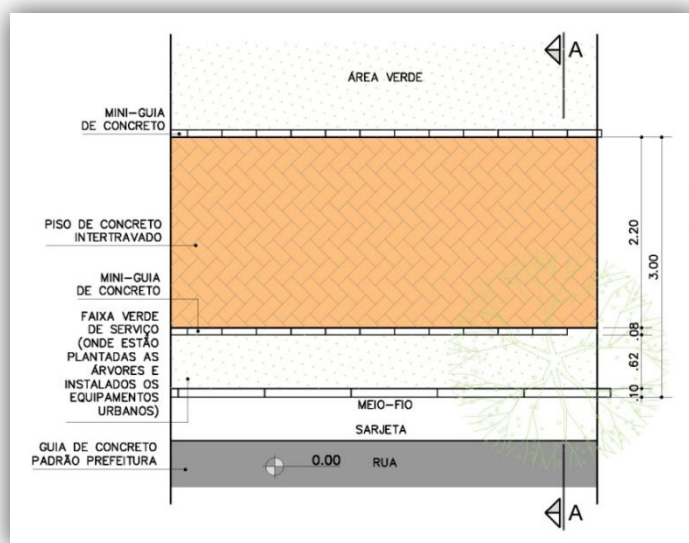 A
ÁREA VERDE
MINI-GUIA
DE CONCRETO
PISO DE CONCRETO
INTERTRAVADO
MINI-GUIA
DE CONCRETO
FAIXA VERDE
DE SERVIÇO
(ONDE ESTÃO
PLANTADAS AS
ÁRVORES E
INSTALADOS OS
EQUIPAMENTOS
URBANOS)
GUIA DE CONCRETO
PADRÃO PREFEITURA
2.20
3.00
.08
.62
.10
MEIO-FIO
SARJETA
0.00
RUA
A